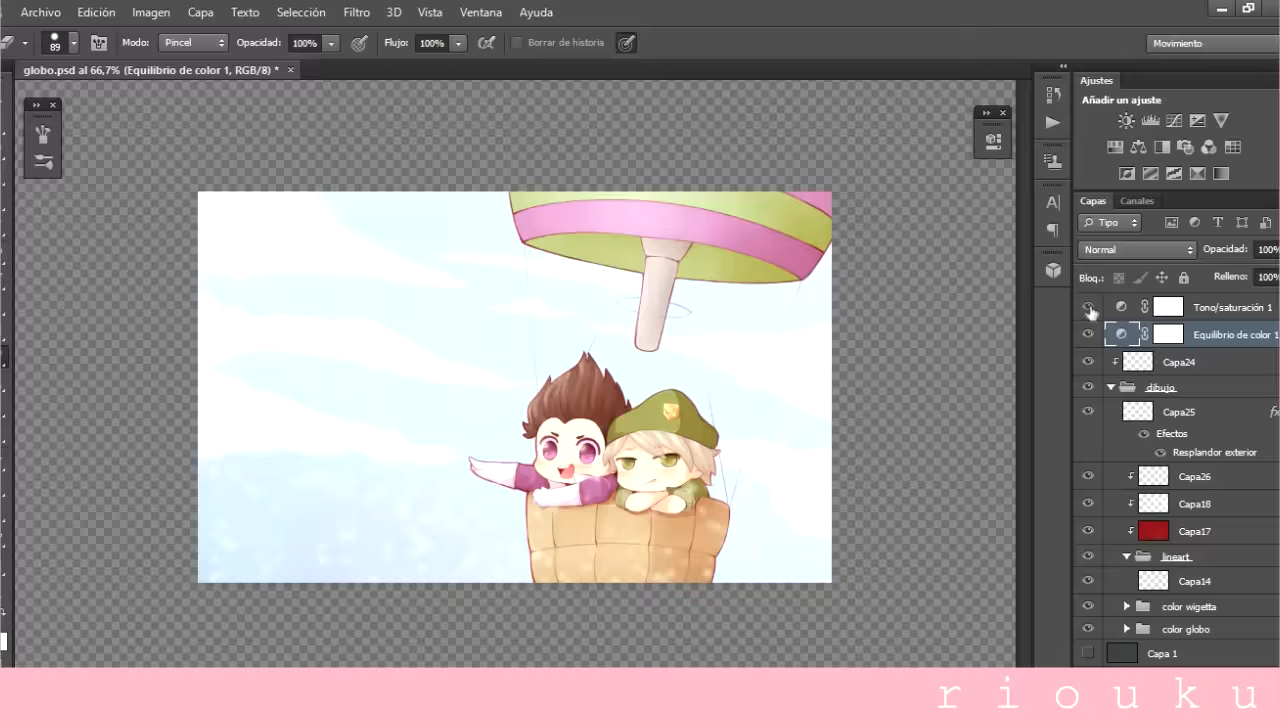 Archivo Edición Imagen Capa Texto Selección Filtro 3D Vista Ventana Ayuda
89 Modo: Pincel Opacidad: 100% Flujo: 100% Borrar de historia Movimiento
globo.psd al 66,7% (Equilibrio de color 1, RGB/8) * ×
Ajustes
Añadir un ajuste
Capas Canales
Tipo
Normal Opacidad: 100%
Bloq.: Relleno: 100%
Tono/saturación 1
Equilibrio de color 1
Capa24
dibujo
Capa25 fx
Efectos
Resplandor exterior
Capa26
Capa18
Capa17
lineart
Capa14
color wigetta
color globo
Capa 1
riouku